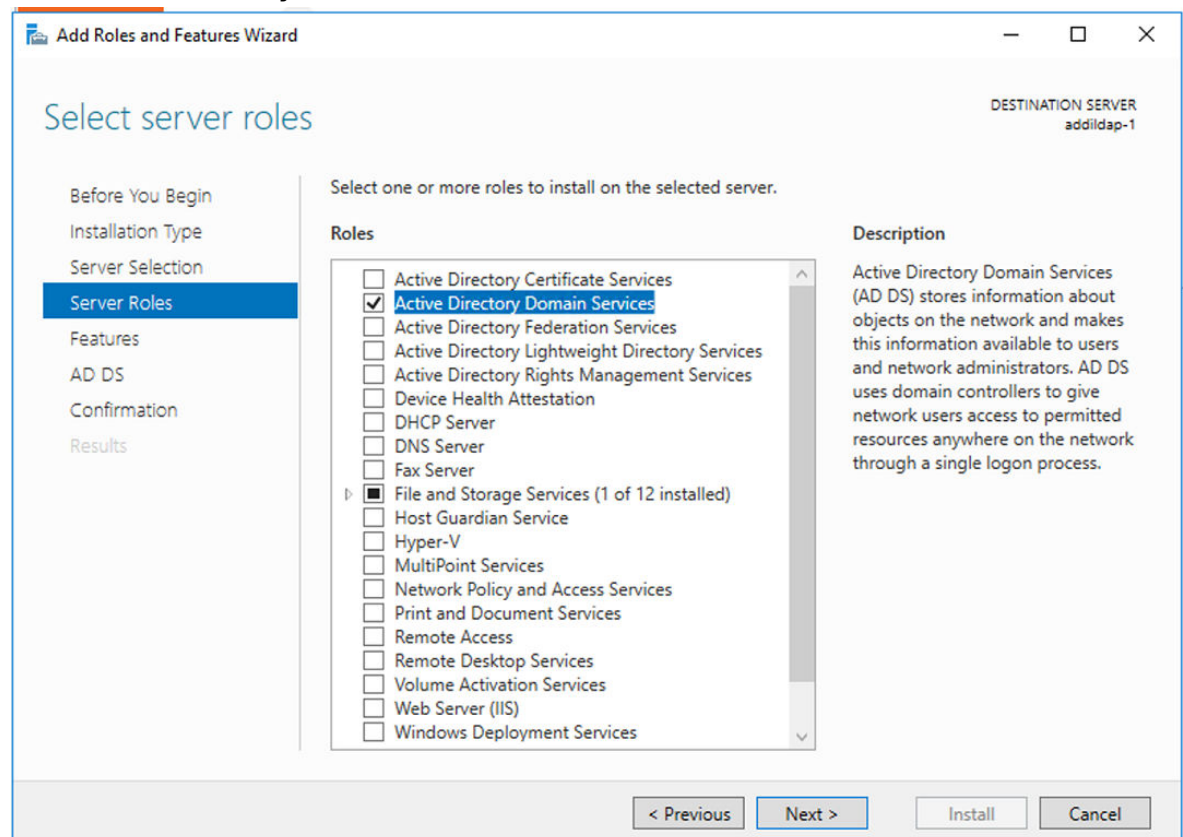 Add Roles and Features Wizard
Select server roles
DESTINATION SERVER
addildap-1
Before You Begin
Installation Type
Server Selection
Server Roles
Features
AD DS
Confirmation
Results
Select one or more roles to install on the selected server.
Roles
Active Directory Certificate Services
Active Directory Domain Services
Active Directory Federation Services
Active Directory Lightweight Directory Services
Active Directory Rights Management Services
Device Health Attestation
DHCP Server
DNS Server
Fax Server
File and Storage Services (1 of 12 installed)
Host Guardian Service
Hyper-V
MultiPoint Services
Network Policy and Access Services
Print and Document Services
Remote Access
Remote Desktop Services
Volume Activation Services
Web Server (IIS)
Windows Deployment Services
Description
Active Directory Domain Services
(AD DS) stores information about
objects on the network and makes
this information available to users
and network administrators. AD DS
uses domain controllers to give
network users access to permitted
resources anywhere on the network
through a single logon process.
< Previous
Next >
Install
Cancel